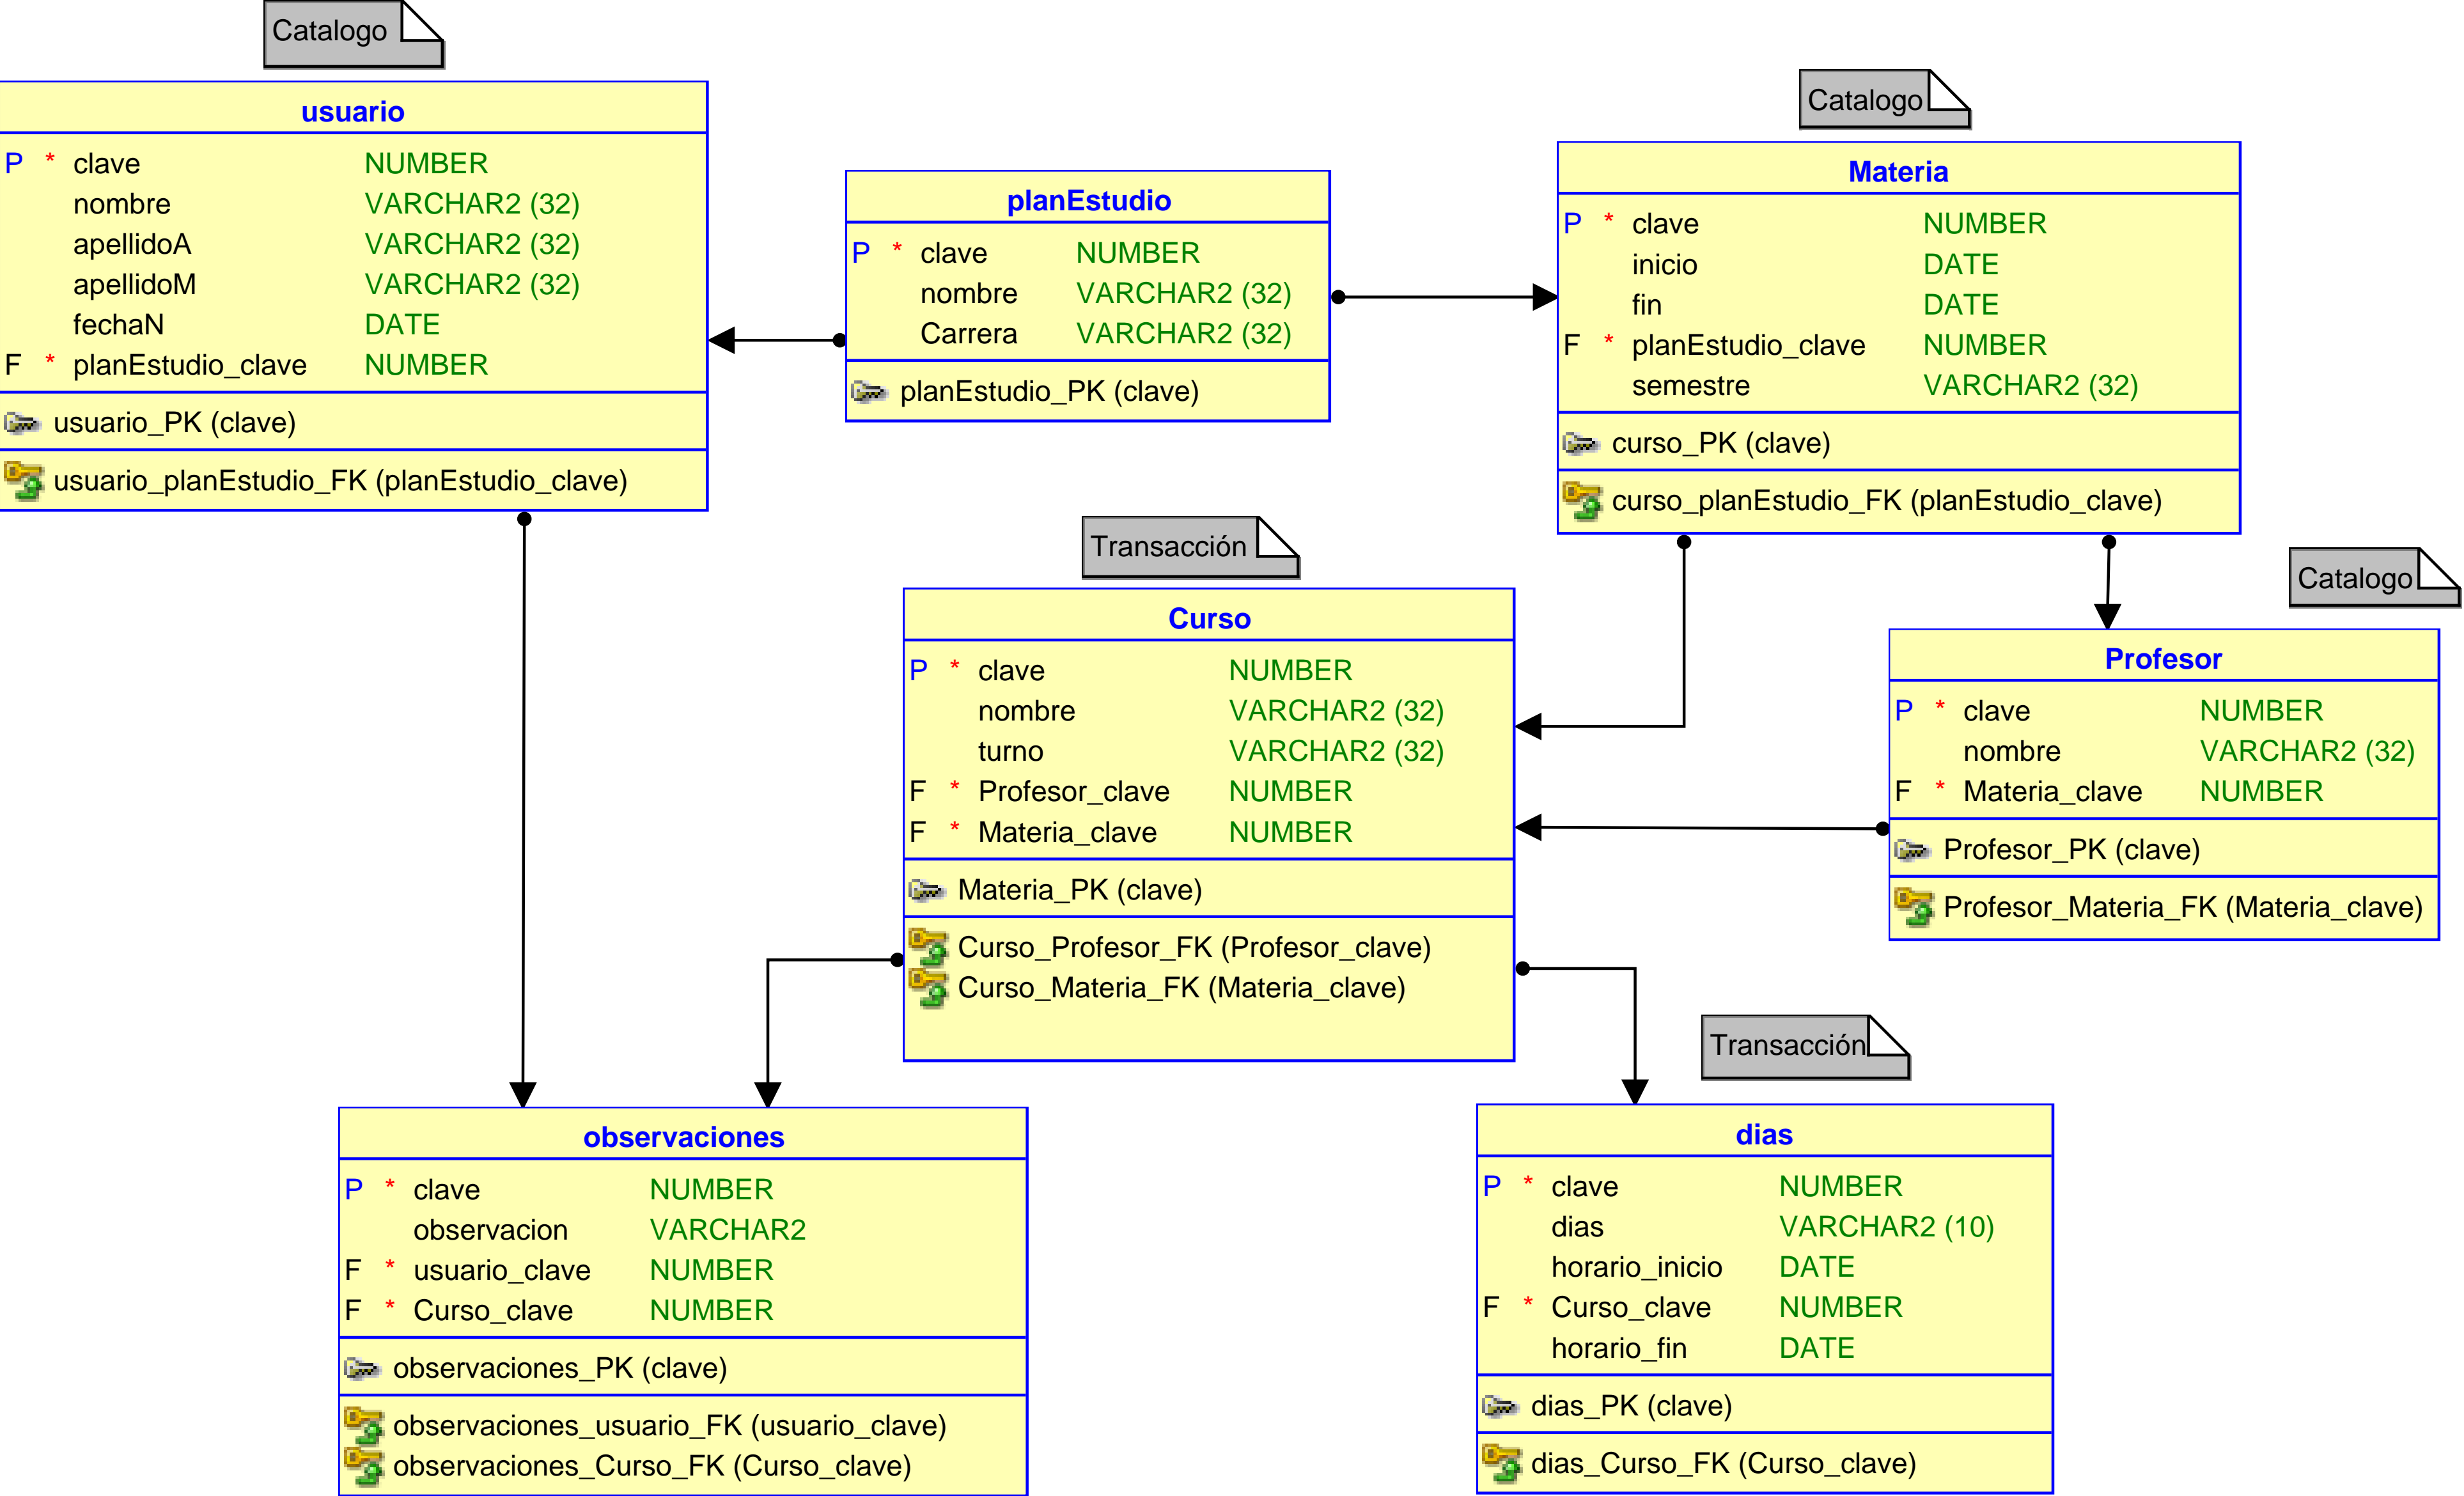 Catalogo
usuario
P * clave NUMBER
nombre VARCHAR2 (32)
apellidoA VARCHAR2 (32)
apellidoM VARCHAR2 (32)
fechaN DATE
F * planEstudio_clave NUMBER
usuario_PK (clave)
usuario_planEstudio_FK (planEstudio_clave)
planEstudio
P * clave NUMBER
nombre VARCHAR2 (32)
Carrera VARCHAR2 (32)
planEstudio_PK (clave)
Catalogo
Materia
P * clave NUMBER
inicio DATE
fin DATE
F * planEstudio_clave NUMBER
semestre VARCHAR2 (32)
curso_PK (clave)
curso_planEstudio_FK (planEstudio_clave)
Transacción
Curso
P * clave NUMBER
nombre VARCHAR2 (32)
turno VARCHAR2 (32)
F * Profesor_clave NUMBER
F * Materia_clave NUMBER
Materia_PK (clave)
Curso_Profesor_FK (Profesor_clave)
Curso_Materia_FK (Materia_clave)
Catalogo
Profesor
P * clave NUMBER
nombre VARCHAR2 (32)
F * Materia_clave NUMBER
Profesor_PK (clave)
Profesor_Materia_FK (Materia_clave)
observaciones
P * clave NUMBER
observacion VARCHAR2
F * usuario_clave NUMBER
F * Curso_clave NUMBER
observaciones_PK (clave)
observaciones_usuario_FK (usuario_clave)
observaciones_Curso_FK (Curso_clave)
Transacción
dias
P * clave NUMBER
dias VARCHAR2 (10)
horario_inicio DATE
F * Curso_clave NUMBER
horario_fin DATE
dias_PK (clave)
dias_Curso_FK (Curso_clave)